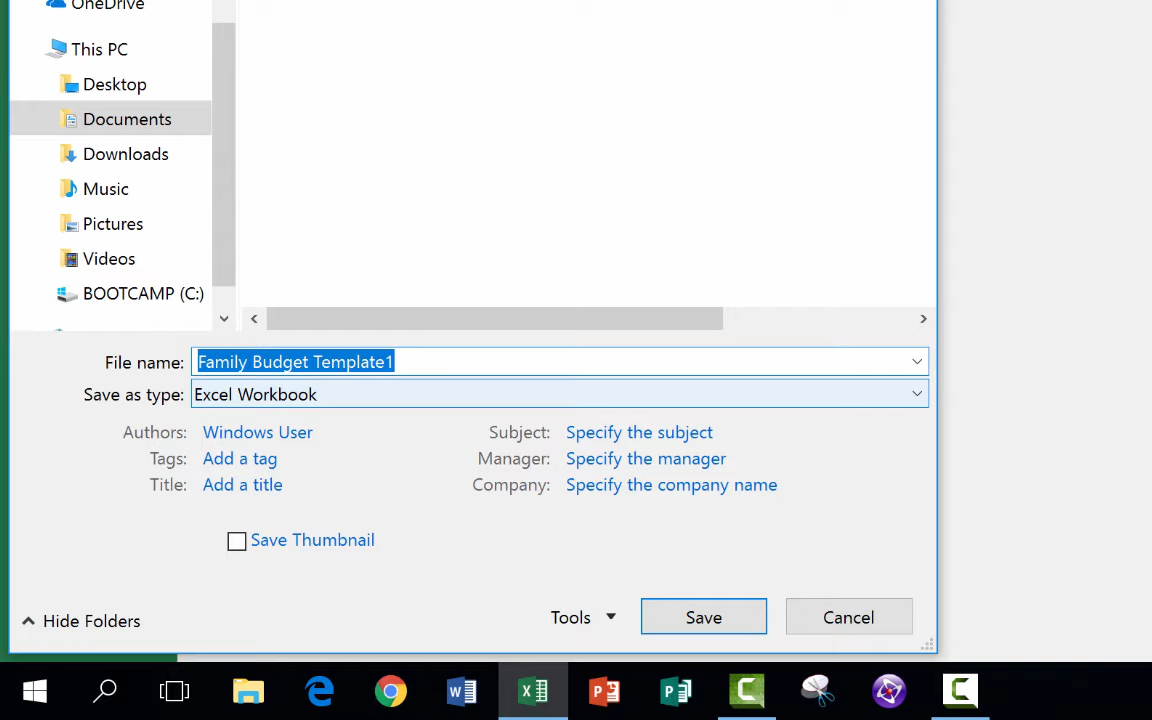 OneDrive
This PC
Desktop
Documents
Downloads
Music
Pictures
Videos
BOOTCAMP (C:)
File name: Family Budget Template1
Save as type: Excel Workbook
Authors: Windows User Subject: Specify the subject
Tags: Add a tag Manager: Specify the manager
Title: Add a title Company: Specify the company name
Save Thumbnail
Hide Folders Tools Save Cancel